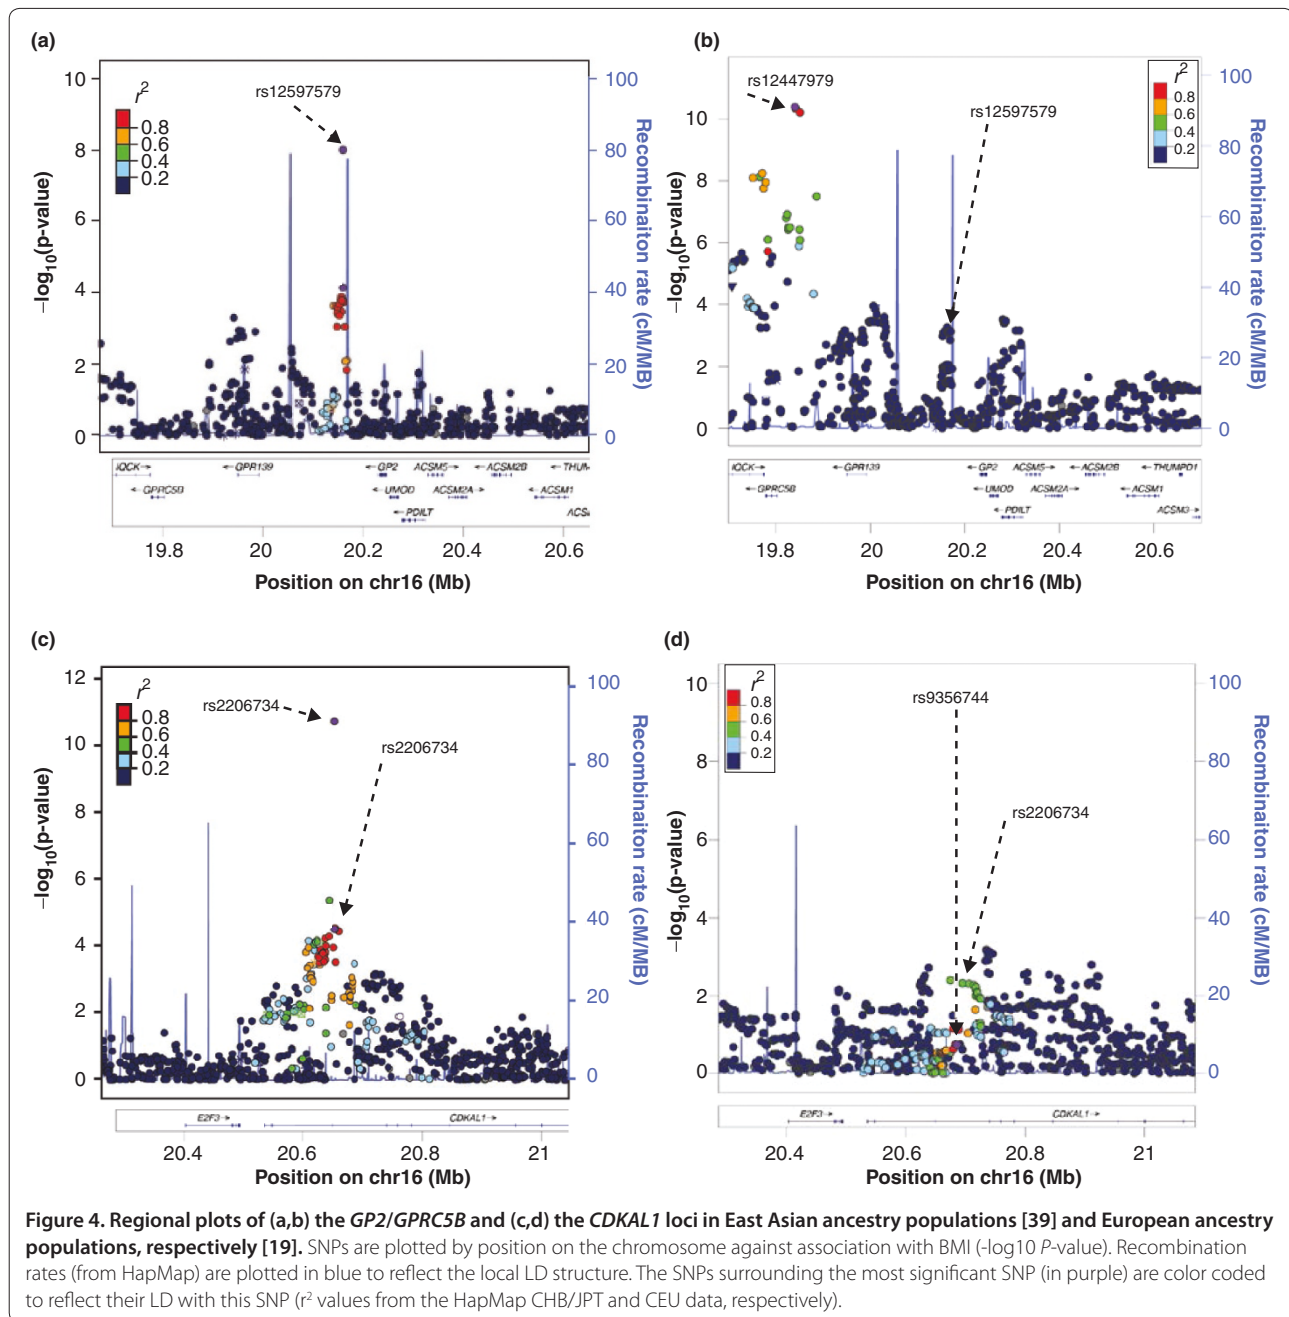 (a)
10
8
6
4
2
0
−log10(p-value)
r2
0.8
0.6
0.4
0.2
rs12597579
100
80
60
40
20
0
Recombinaiton rate (cM/MB)
IQCK→
←GPR139
←GP2
ACSM5→
ACSM2B→
←THUM
←GPRC5B
←UMOD
ACSM2A→
←ACSM1
←PDILT
ACS
19.8
20
20.2
20.4
20.6
Position on chr16 (Mb)
(b)
10
8
6
4
2
0
−log10(p-value)
rs12447979
rs12597579
r2
0.8
0.6
0.4
0.2
100
80
60
40
20
0
Recombinaiton rate (cM/MB)
IQCK→
←GPR139
←GP2
ACSM5→
←ACSM2B
←THUMPD1
←GPRC5B
UMOD
ACSM2A→
←ACSM1
←PDILT
ACSM3→
19.8
20
20.2
20.4
20.6
Position on chr16 (Mb)
(c)
12
10
8
6
4
2
0
−log10(p-value)
r2
0.8
0.6
0.4
0.2
rs2206734
rs2206734
100
80
60
40
20
0
Recombinaiton rate (cM/MB)
E2F3→
CDKAL1→
20.4
20.6
20.8
21
Position on chr16 (Mb)
(d)
10
8
6
4
2
0
−log10(p-value)
r2
0.8
0.6
0.4
0.2
rs9356744
rs2206734
100
80
60
40
20
0
Recombinaiton rate (cM/MB)
E2F3→
CDKAL1→
20.4
20.6
20.8
21
Position on chr16 (Mb)
Figure 4. Regional plots of (a,b) the GP2/GPRC5B and (c,d) the CDKAL1 loci in East Asian ancestry populations [39] and European ancestry
populations, respectively [19]. SNPs are plotted by position on the chromosome against association with BMI (-log10 P-value). Recombination
rates (from HapMap) are plotted in blue to reflect the local LD structure. The SNPs surrounding the most significant SNP (in purple) are color coded
to reflect their LD with this SNP (r2 values from the HapMap CHB/JPT and CEU data, respectively).